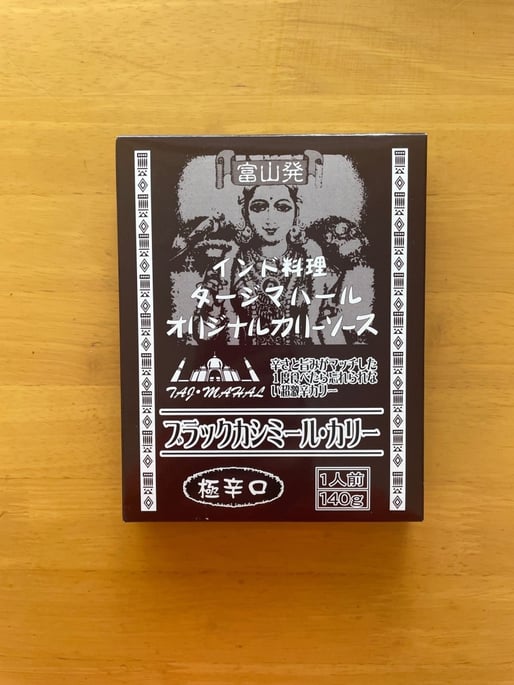 富山発
インド料理
タージマハール
オリジナルカリーソース
TAJ・MAHAL
辛さと旨みがマッチした
1度食べたら忘れられな
い超激辛カリー
ブラックカシミール・カリー
極辛口
1人前
140g